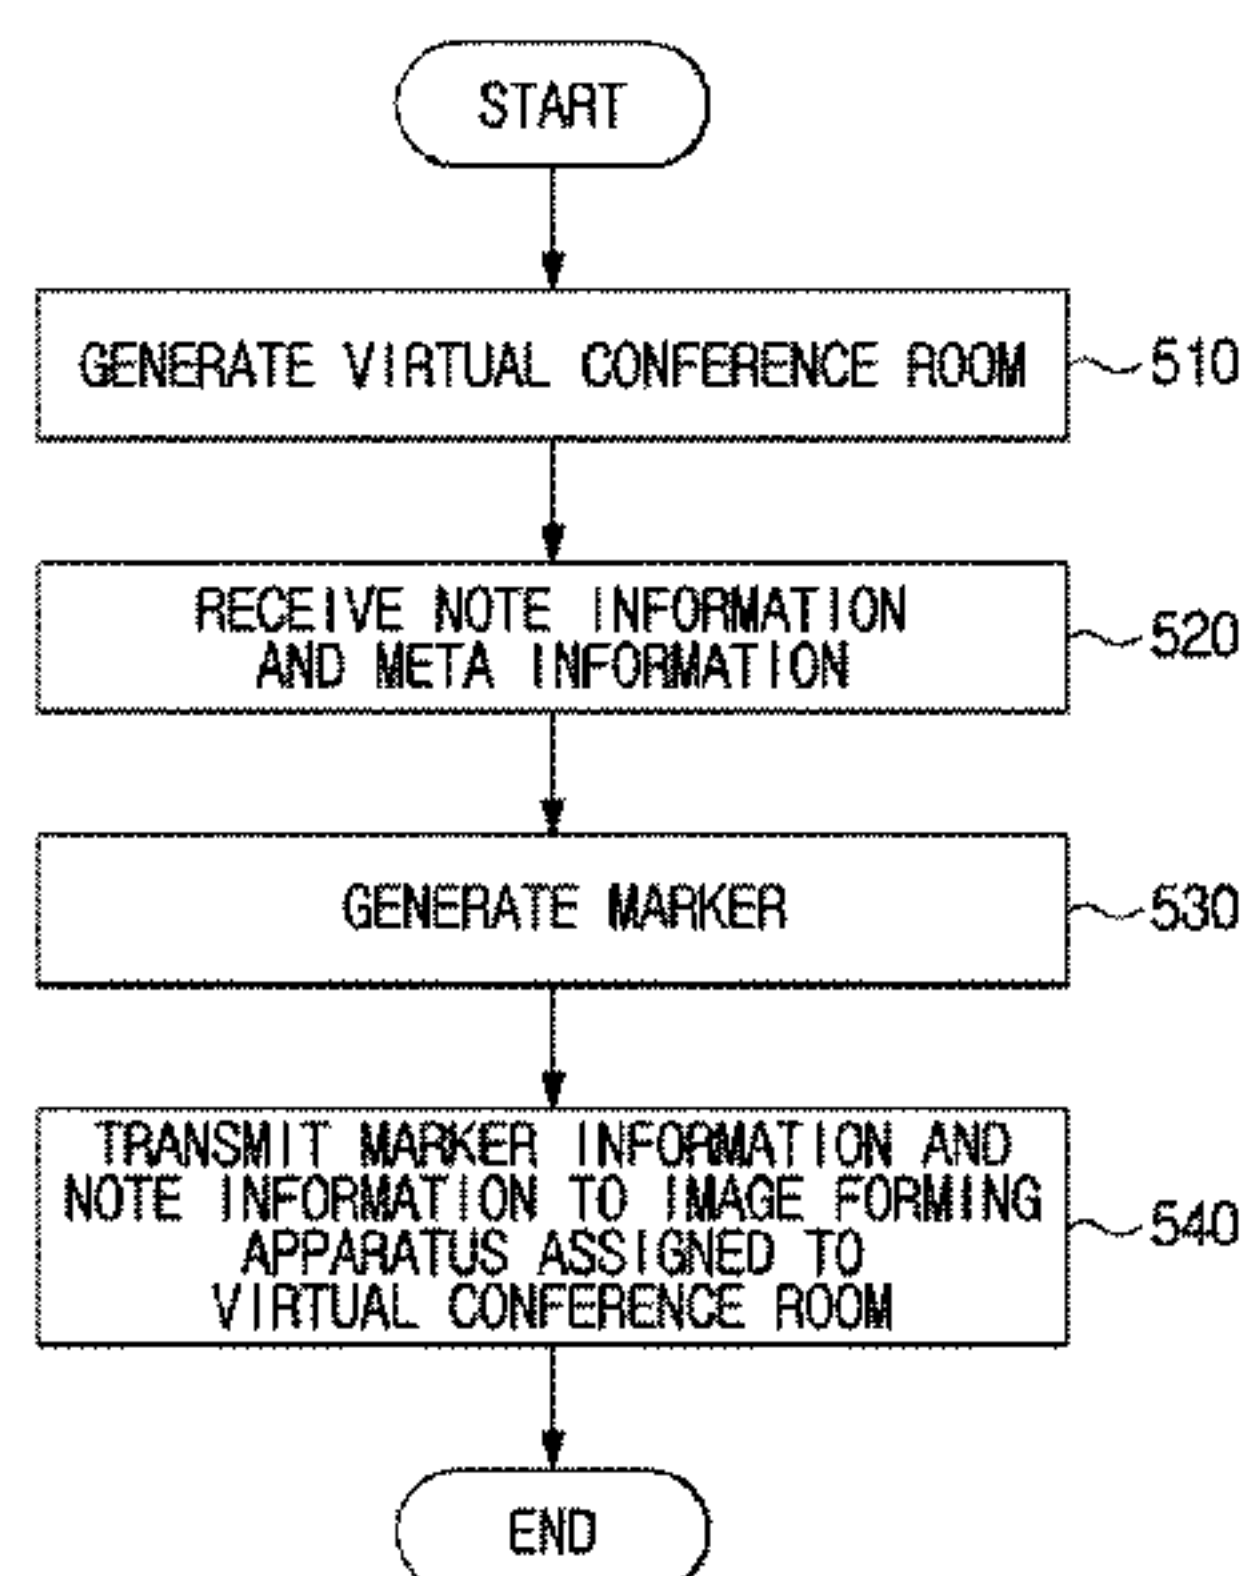 START
GENERATE VIRTUAL CONFERENCE ROOM
510
RECEIVE NOTE INFORMATION
AND META INFORMATION
520
GENERATE MARKER
530
TRANSMIT MARKER INFORMATION AND
NOTE INFORMATION TO IMAGE FORMING
APPARATUS ASSIGNED TO
VIRTUAL CONFERENCE ROOM
540
END